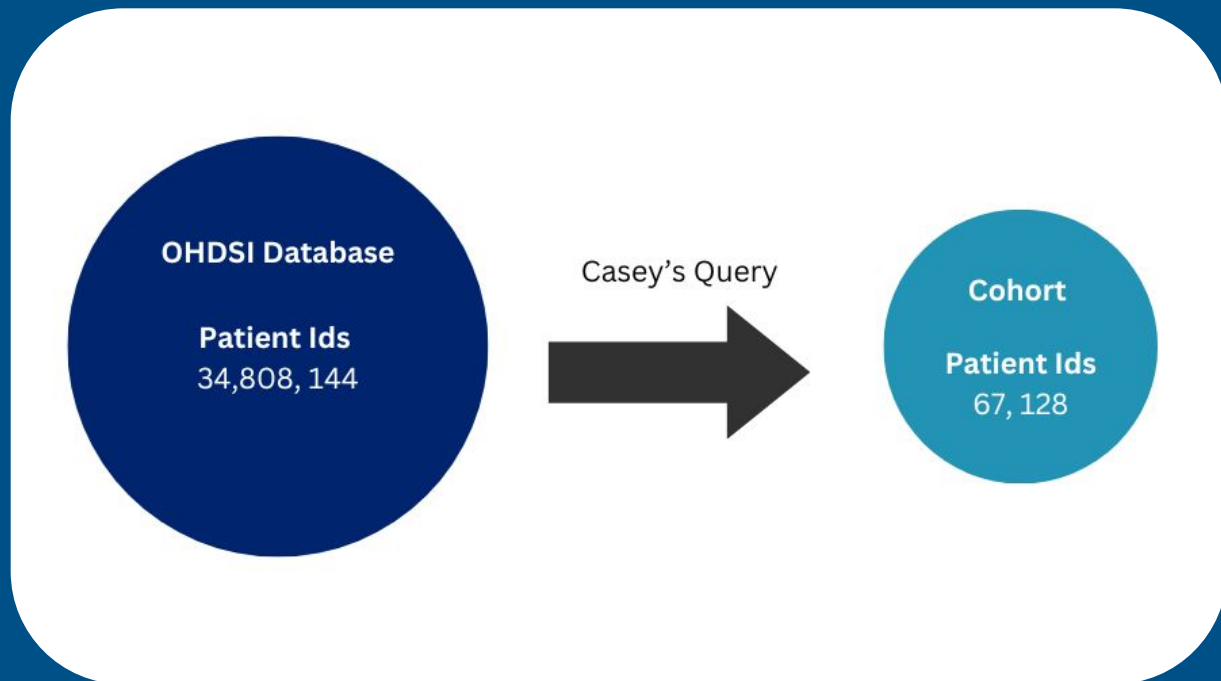 OHDSI Database
Patient Ids
34,808, 144
Casey’s Query
Cohort
Patient Ids
67, 128